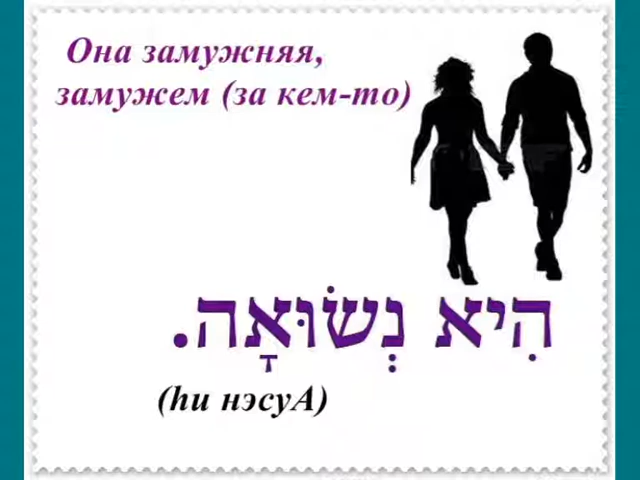 Она замужняя,
замужем (за кем-то)
הִיא נְשׂוּאָה.
(hи нэсуА)